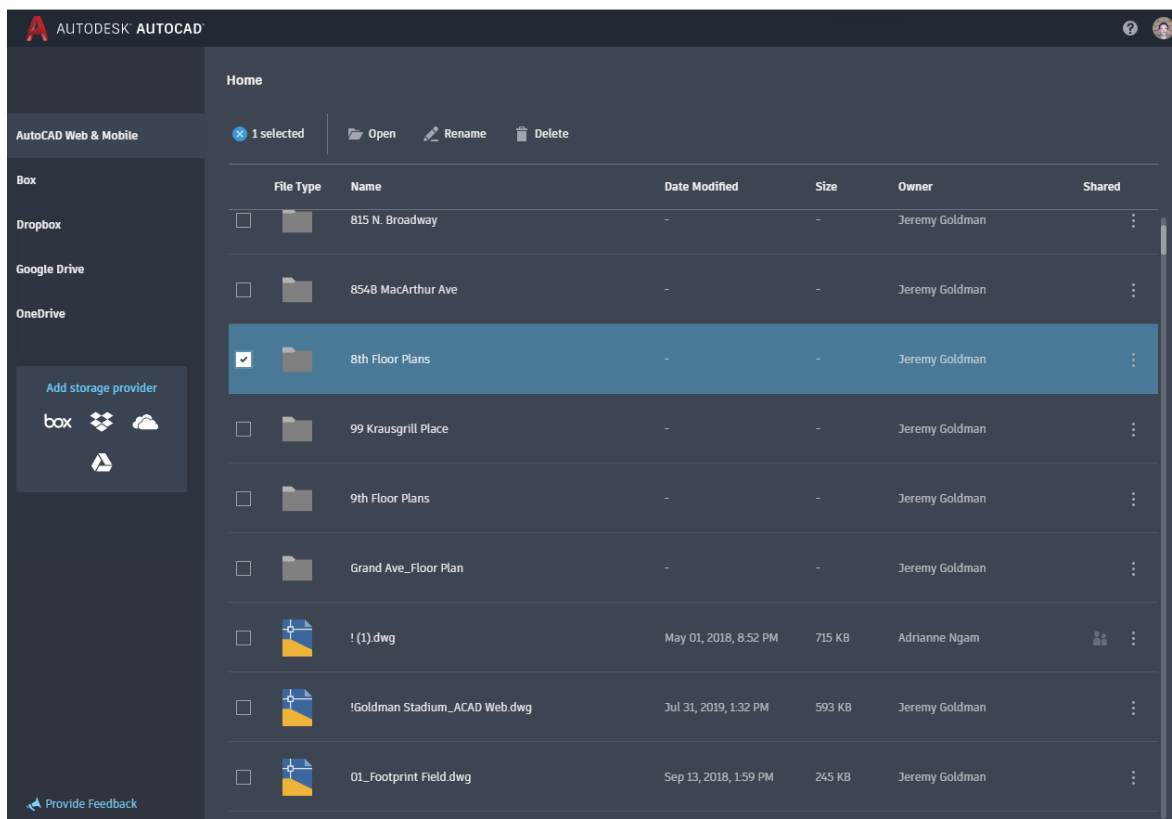 AUTODESK® AUTOCAD®
Home
AutoCAD Web & Mobile
1 selected Open Rename Delete
Box
File Type Name Date Modified Size Owner Shared
Dropbox
815 N. Broadway - - Jeremy Goldman
Google Drive
854B MacArthur Ave - - Jeremy Goldman
OneDrive
8th Floor Plans - - Jeremy Goldman
Add storage provider
box
99 Krausgrill Place - - Jeremy Goldman
9th Floor Plans - - Jeremy Goldman
Grand Ave_Floor Plan - - Jeremy Goldman
! (1).dwg May 01, 2018, 8:52 PM 715 KB Adrianne Ngam
!Goldman Stadium_ACAD Web.dwg Jul 31, 2019, 1:32 PM 593 KB Jeremy Goldman
01_Footprint Field.dwg Sep 13, 2018, 1:59 PM 245 KB Jeremy Goldman
Provide Feedback